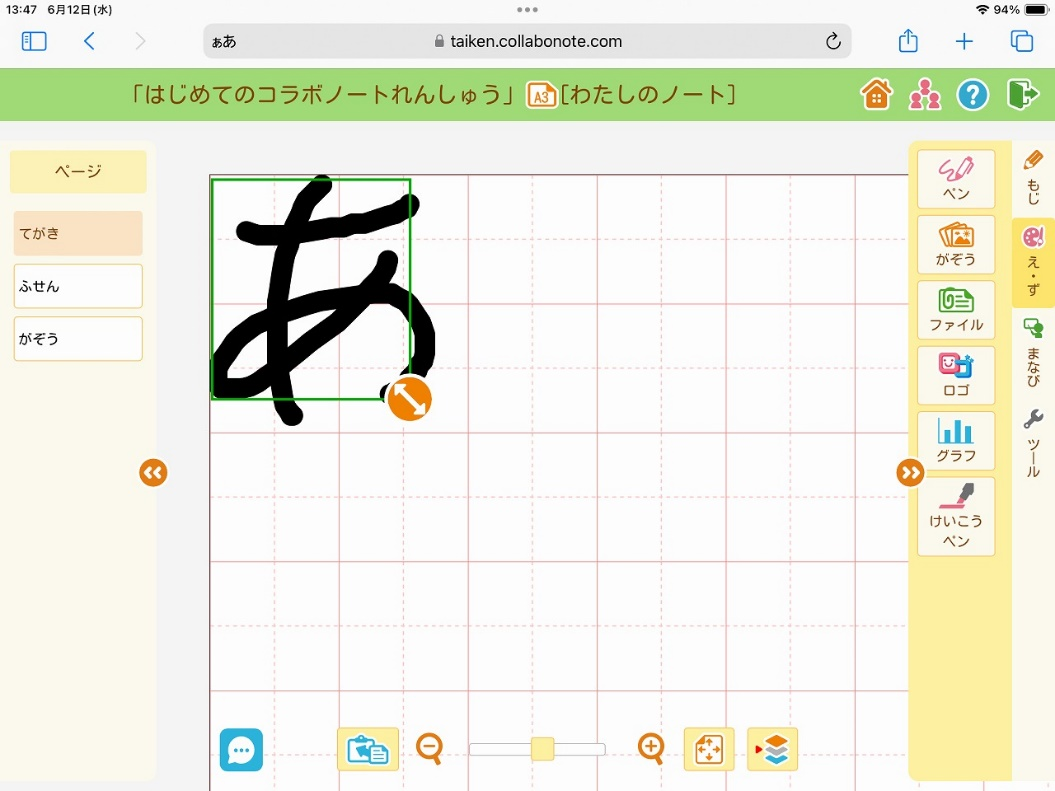 13:47 6月12日(水)
94%
ぁあ
taiken.collabonote.com
「はじめてのコラボノートれんしゅう」 A3 [わたしのノート]
?
ページ
てがき
ふせん
がぞう
あ
ペン
がぞう
ファイル
ロゴ
グラフ
けいこう
ペン
もじ
え・ず
まなび
ツール